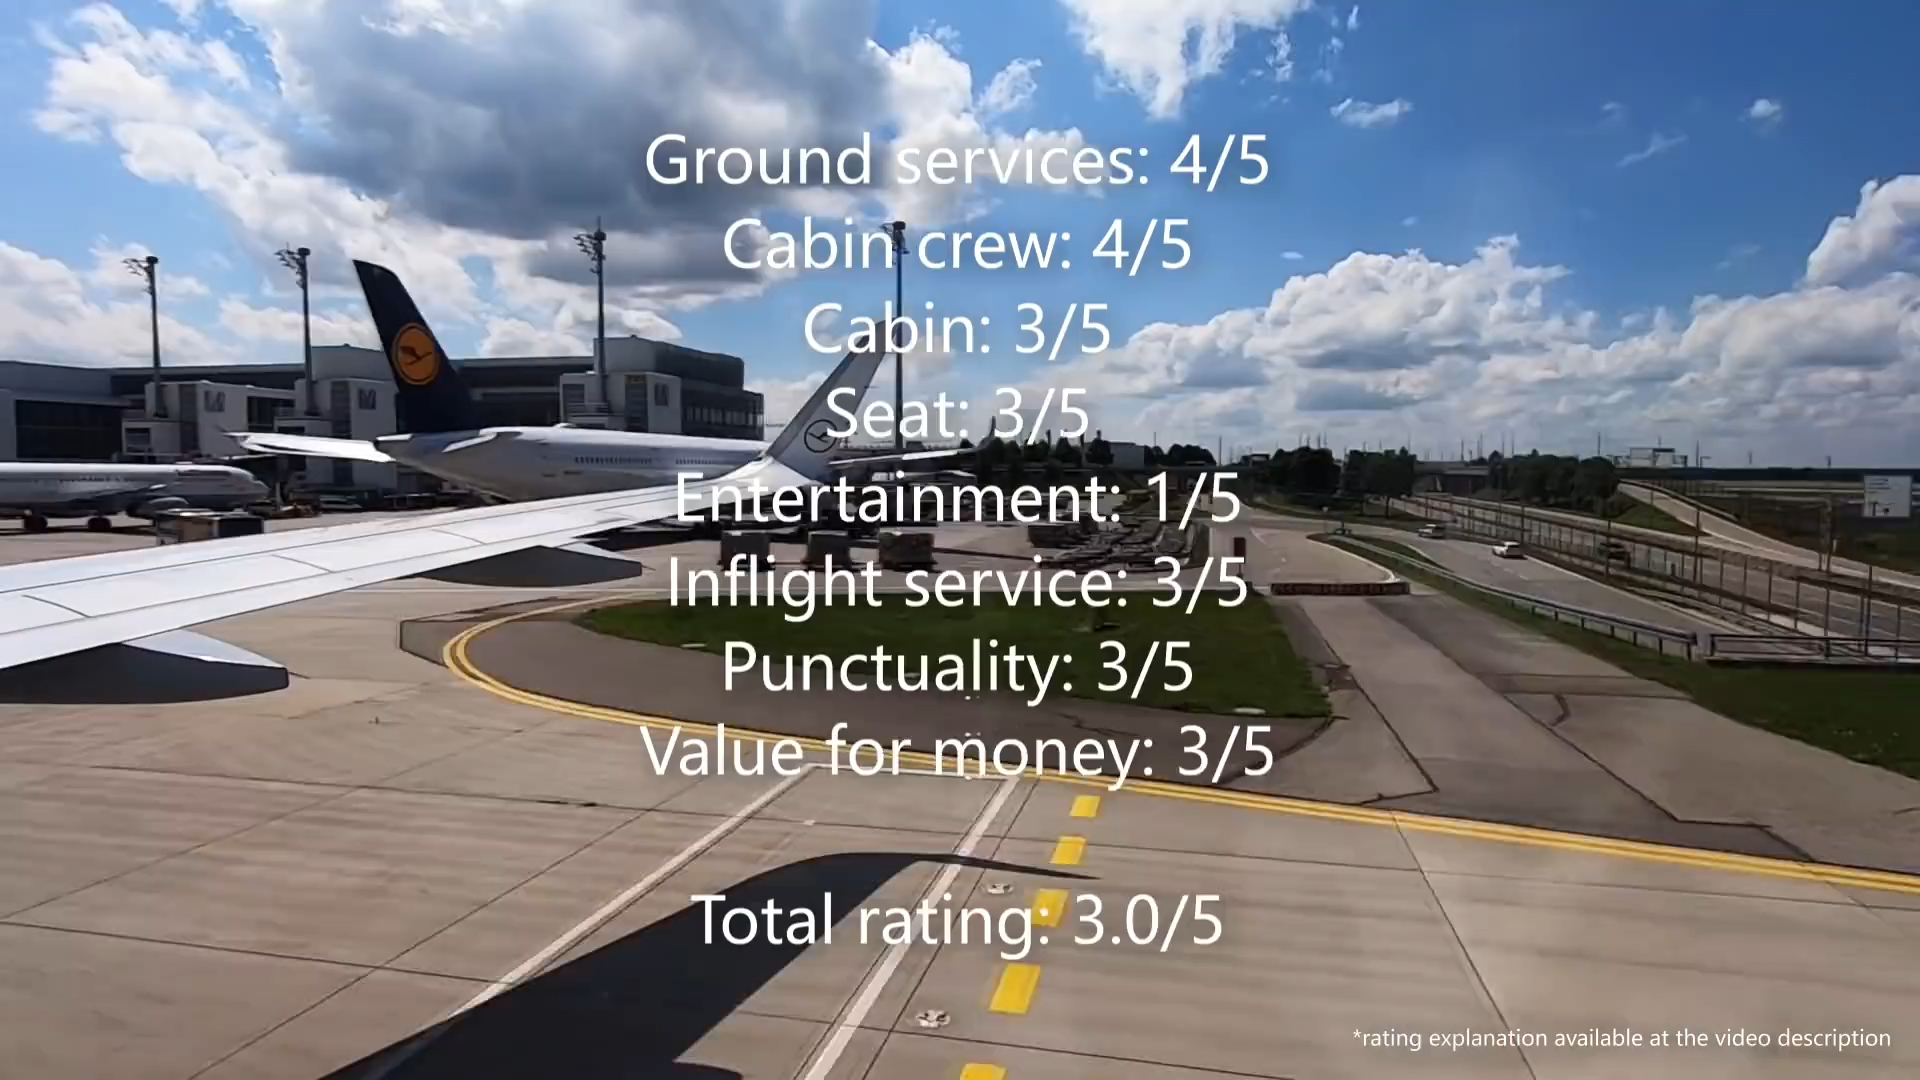 Ground services: 4/5
Cabin crew: 4/5
Cabin: 3/5
Seat: 3/5
Entertainment: 1/5
Inflight service: 3/5
Punctuality: 3/5
Value for money: 3/5
Total rating: 3.0/5
*rating explanation available at the video description